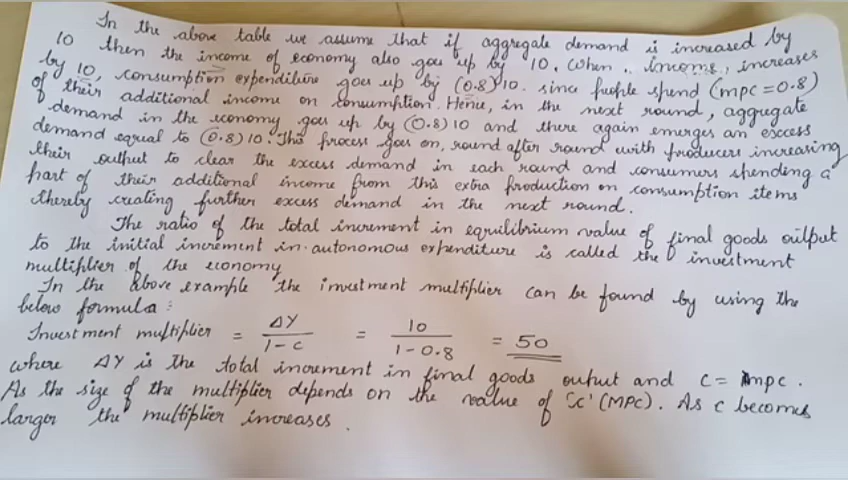 In the above table we assume that if aggregate demand is increased by
10 then the income of economy also goes up by 10. When income, increases
by 10, consumption expenditure goes up by (0.8)10. since people spend (mpc=0.8)
of their additional income on consumption. Hence, in the next round, aggregate
demand in the economy goes up by (0.8)10 and there again emerges an excess
demand equal to (0.8)10. This process goes on, round after round with producers increasing
their output to clear the excess demand in each round and consumers spending a
part of their additional income from this extra production on consumption items
thereby creating further excess demand in the next round.
The ratio of the total increment in equilibrium value of final goods output
to the initial increment in autonomous expenditure is called the investment
multiplier of the economy
In the above example the investment multiplier can be found by using the
below formula:
Investment multiplier = ΔY / 1-c = 10 / 1-0.8 = 50
where ΔY is the total increment in final goods output and c = mpc.
As the size of the multiplier depends on the value of 'c' (MPC). As c becomes
larger the multiplier increases.